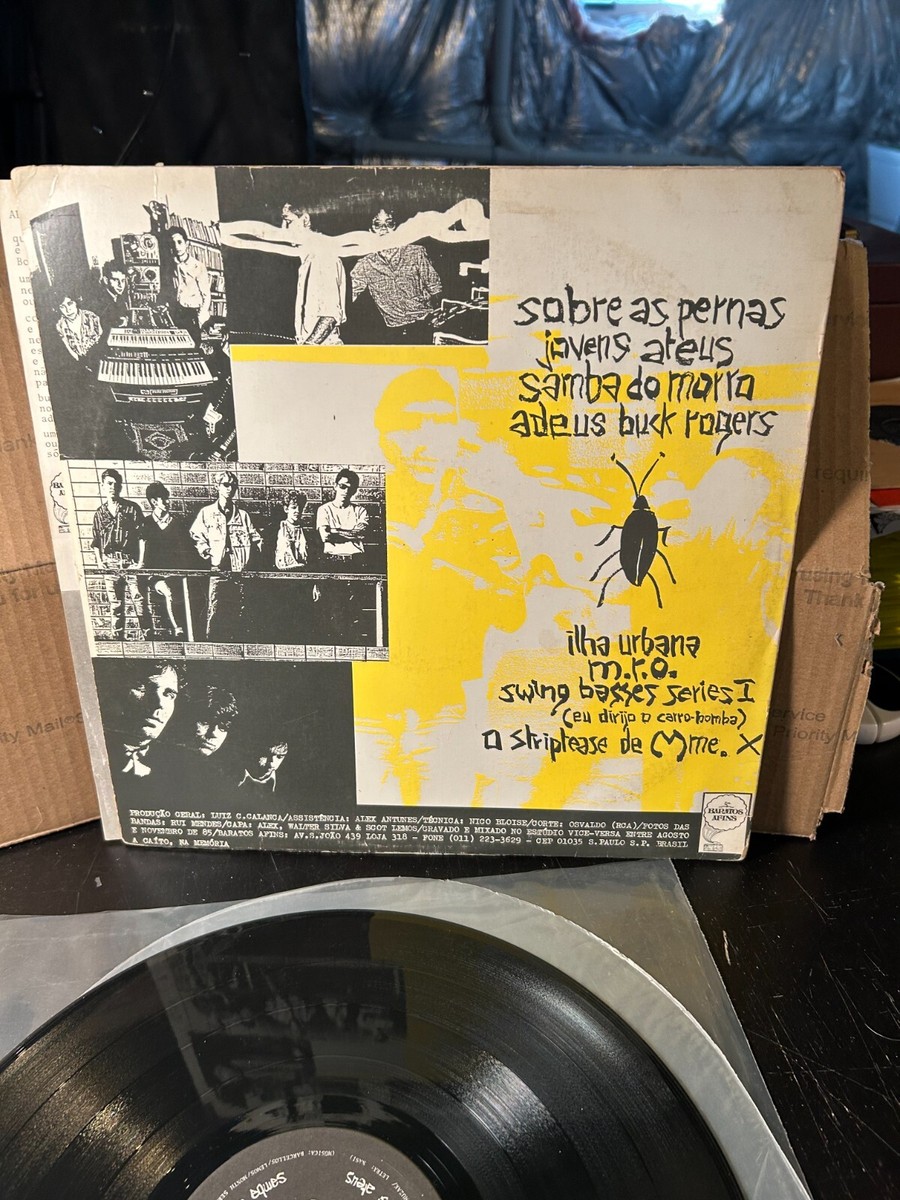 sobre as pernas
jovens ateus
samba do morro
adeus buck rogers
ilha urbana
m.r.o.
swing basses series I
(eu dirijo o carro-bomba)
o striptease de Mme. X
BARATOS
AFINS
PRODUÇÃO GERAL: LUIZ C.CALANCA/ASSISTÊNCIA: ALEX ANTUNES/TÉCNICA: NICO BLOISE/CORTE: OSVALDO (RCA)/FOTOS DAS
BANDAS: RUI MENDES/CAPA: ALEX, WALTER SILVA & SCOT LEMOS/GRAVADO E MIXADO NO ESTÚDIO VICE-VERSA ENTRE AGOSTO
E NOVEMBRO DE 85/BARATOS AFINS: AV.S.JOÃO 439 LOJA 318 - FONE (011) 223-3629 - CEP 01035 S.PAULO S.P. BRASIL
A CAÍTO, NA MEMÓRIA
Thank
Priority M
ateus
samba